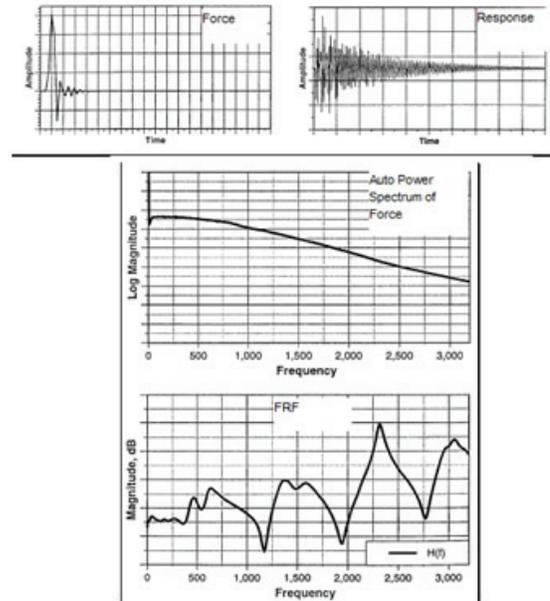 Force
Amplitude
Time
Response
Amplitude
Time
Auto Power
Spectrum of
Force
Log Magnitude
0 500 1,000 1,500 2,000 2,500 3,000
Frequency
FRF
Magnitude, dB
H(f)
0 500 1,000 1,500 2,000 2,500 3,000
Frequency